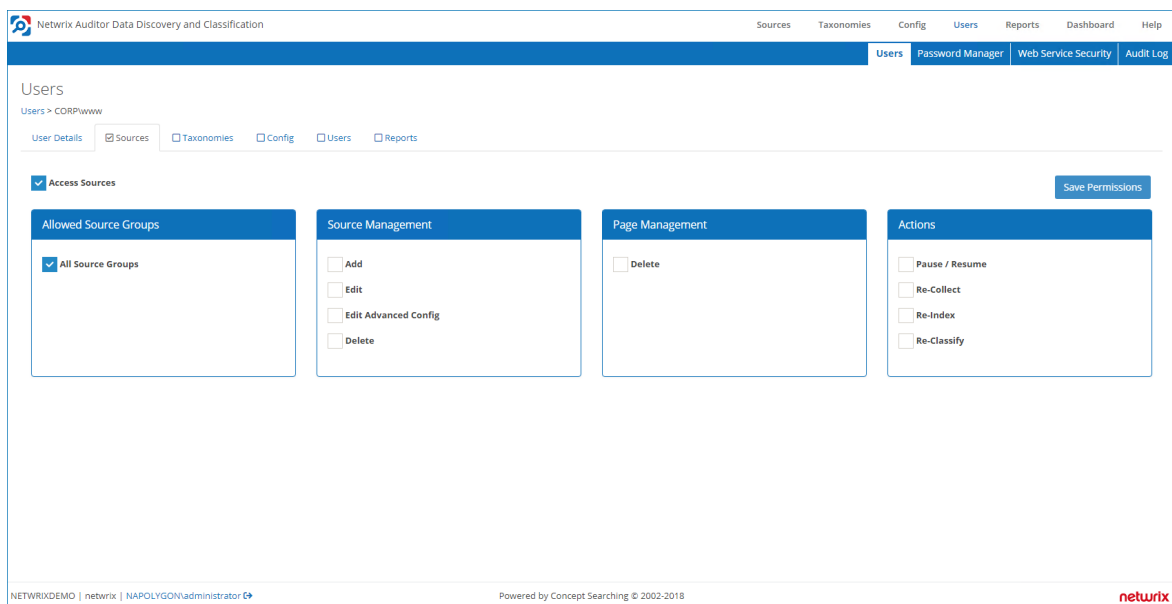 Netwrix Auditor Data Discovery and Classification Sources Taxonomies Config Users Reports Dashboard Help
Users Password Manager Web Service Security Audit Log
Users
Users > CORP\www
User Details Sources Taxonomies Config Users Reports
Access Sources
Save Permissions
Allowed Source Groups Source Management Page Management Actions
All Source Groups Add Delete Pause / Resume
Edit Re-Collect
Edit Advanced Config Re-Index
Delete Re-Classify
NETWRIXDEMO | netwrix | NAPOLYGON\administrator Powered by Concept Searching © 2002-2018 netwrix